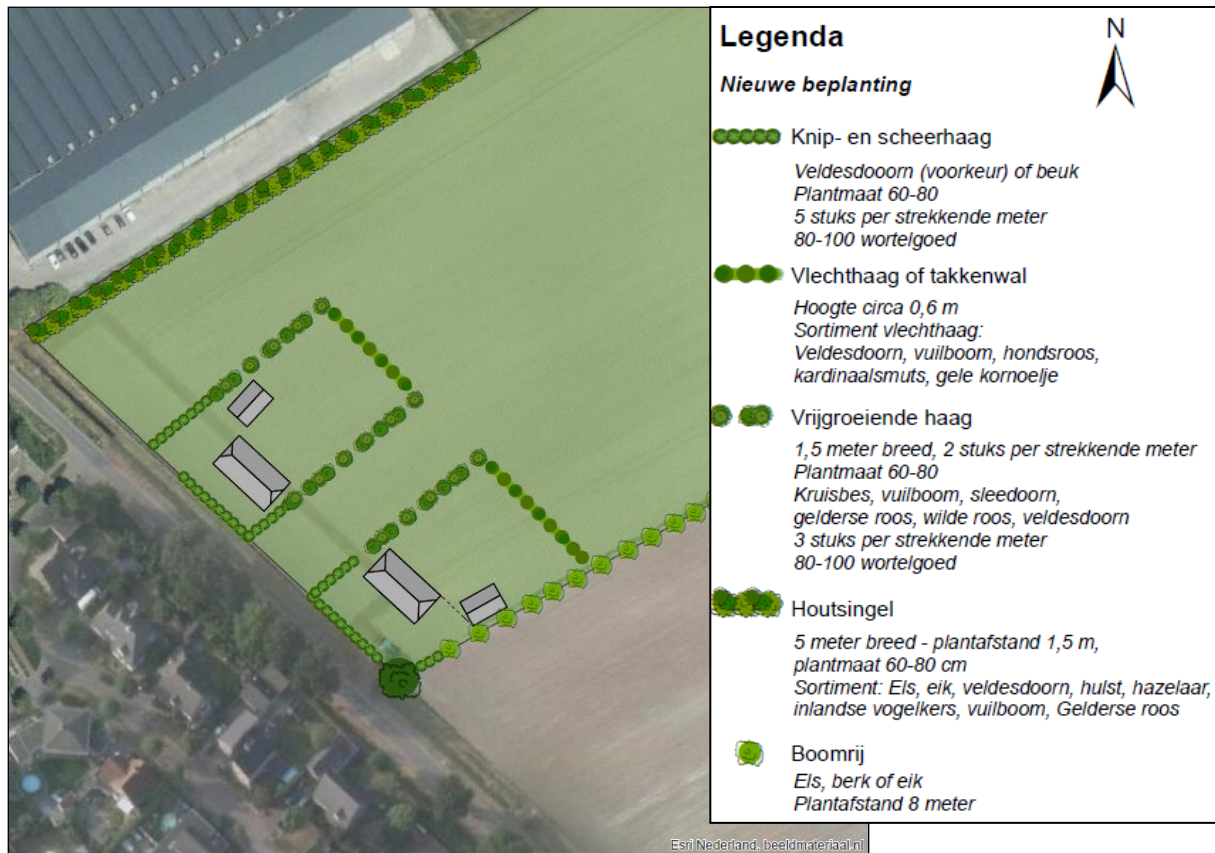 Legenda
N
Nieuwe beplanting
Knip- en scheerhaag
Veldesdooorn (voorkeur) of beuk
Plantmaat 60-80
5 stuks per strekkende meter
80-100 wortelgoed
Vlechthaag of takkenwal
Hoogte circa 0,6 m
Sortiment vlechthaag:
Veldesdoorn, vuilboom, hondsroos,
kardinaalsmuts, gele kornoelje
Vrijgroeiende haag
1,5 meter breed, 2 stuks per strekkende meter
Plantmaat 60-80
Kruisbes, vuilboom, sleedoorn,
gelderse roos, wilde roos, veldesdoorn
3 stuks per strekkende meter
80-100 wortelgoed
Houtsingel
5 meter breed - plantafstand 1,5 m,
plantmaat 60-80 cm
Sortiment: Els, eik, veldesdoorn, hulst, hazelaar,
inlandse vogelkers, vuilboom, Gelderse roos
Boomrij
Els, berk of eik
Plantafstand 8 meter
Esri Nederland, beeldmateriaal.nl